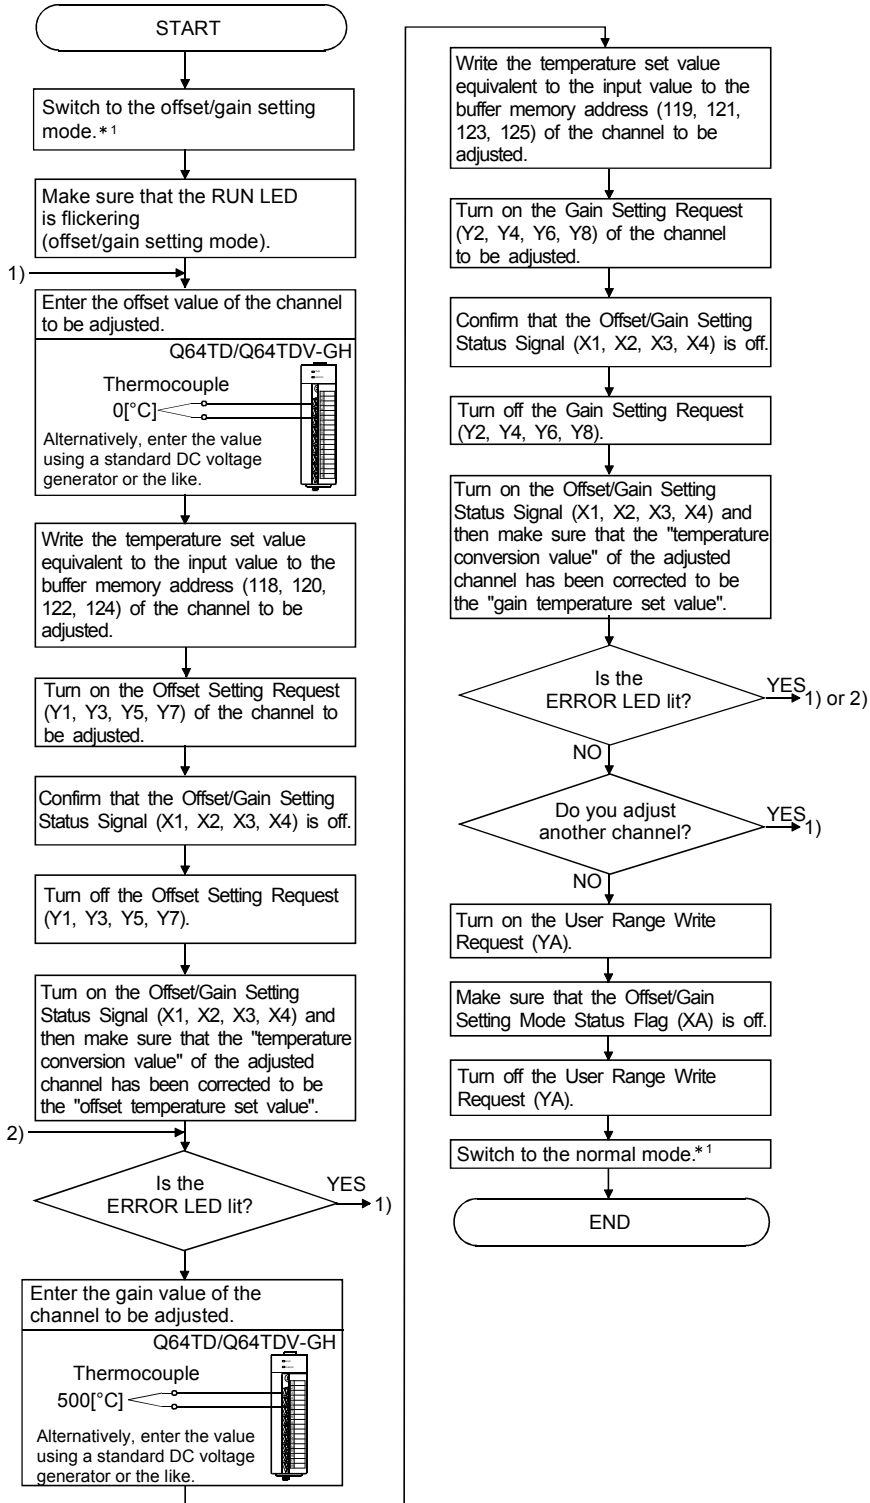 START
Switch to the offset/gain setting
mode.*1
Make sure that the RUN LED
is flickering
(offset/gain setting mode).
1)
Enter the offset value of the channel
to be adjusted.
Q64TD/Q64TDV-GH
Thermocouple
0[°C]
Alternatively, enter the value
using a standard DC voltage
generator or the like.
Write the temperature set value
equivalent to the input value to the
buffer memory address (118, 120,
122, 124) of the channel to be
adjusted.
Turn on the Offset Setting Request
(Y1, Y3, Y5, Y7) of the channel to
be adjusted.
Confirm that the Offset/Gain Setting
Status Signal (X1, X2, X3, X4) is off.
Turn off the Offset Setting Request
(Y1, Y3, Y5, Y7).
Turn on the Offset/Gain Setting
Status Signal (X1, X2, X3, X4) and
then make sure that the "temperature
conversion value" of the adjusted
channel has been corrected to be
the "offset temperature set value".
2)
Is the
ERROR LED lit?
YES
1)
Enter the gain value of the
channel to be adjusted.
Q64TD/Q64TDV-GH
Thermocouple
500[°C]
Alternatively, enter the value
using a standard DC voltage
generator or the like.
Write the temperature set value
equivalent to the input value to the
buffer memory address (119, 121,
123, 125) of the channel to be
adjusted.
Turn on the Gain Setting Request
(Y2, Y4, Y6, Y8) of the channel
to be adjusted.
Confirm that the Offset/Gain Setting
Status Signal (X1, X2, X3, X4) is off.
Turn off the Gain Setting Request
(Y2, Y4, Y6, Y8).
Turn on the Offset/Gain Setting
Status Signal (X1, X2, X3, X4) and
then make sure that the "temperature
conversion value" of the adjusted
channel has been corrected to be
the "gain temperature set value".
Is the
ERROR LED lit?
YES
1) or 2)
NO
Do you adjust
another channel?
YES
1)
NO
Turn on the User Range Write
Request (YA).
Make sure that the Offset/Gain
Setting Mode Status Flag (XA) is off.
Turn off the User Range Write
Request (YA).
Switch to the normal mode.*1
END